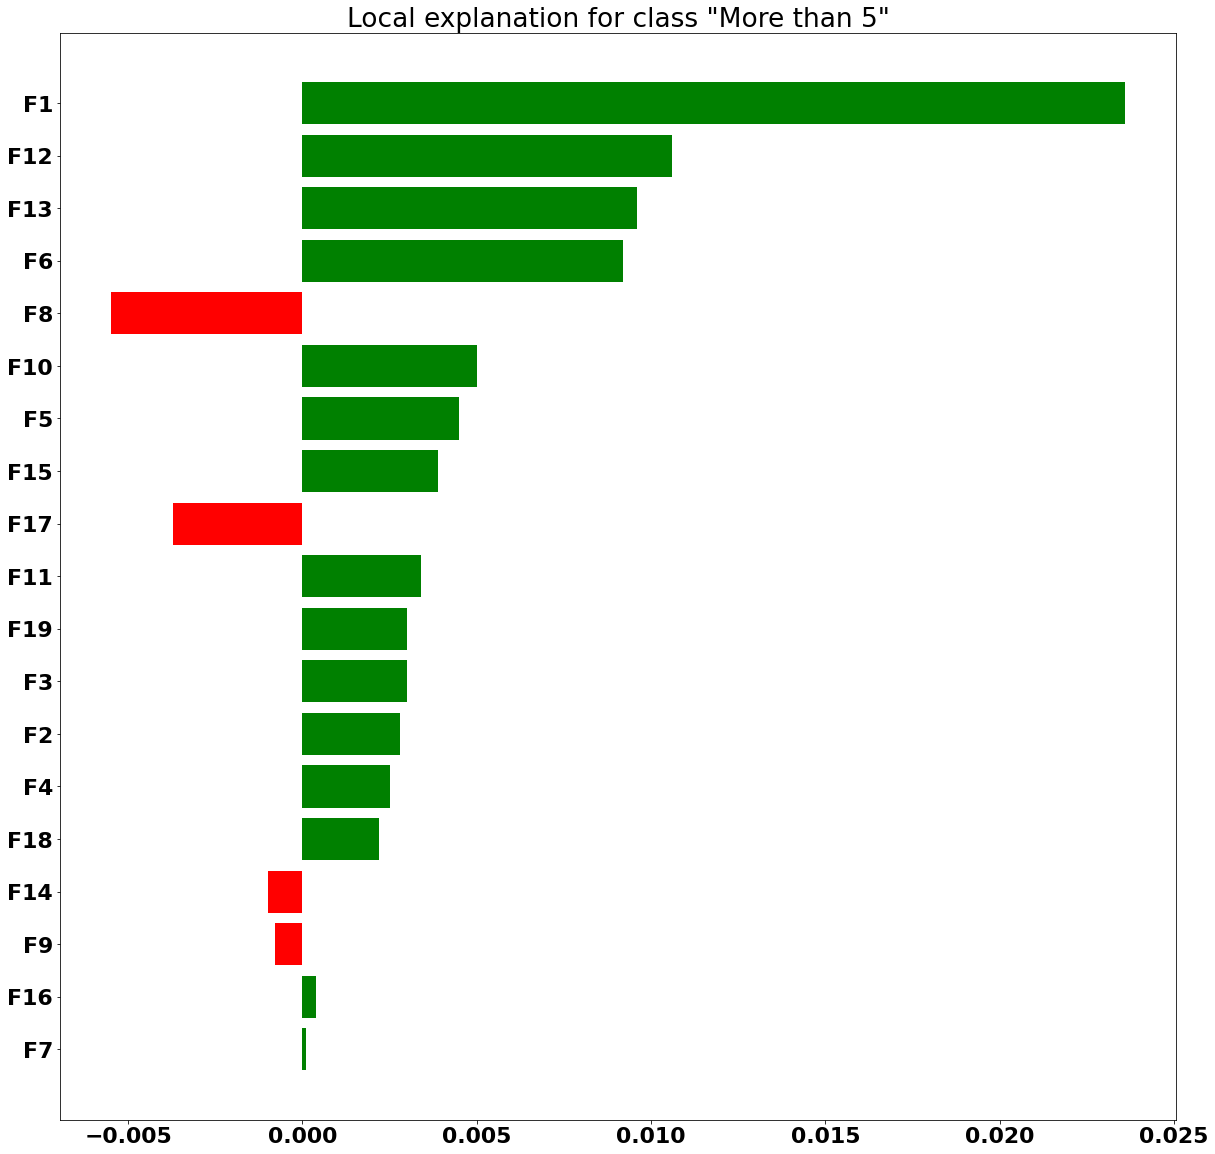 Local explanation for class "More than 5"
F1
F12
F13
F6
F8
F10
F5
F15
F17
F11
F19
F3
F2
F4
F18
F14
F9
F16
F7
−0.005 0.000 0.005 0.010 0.015 0.020 0.025